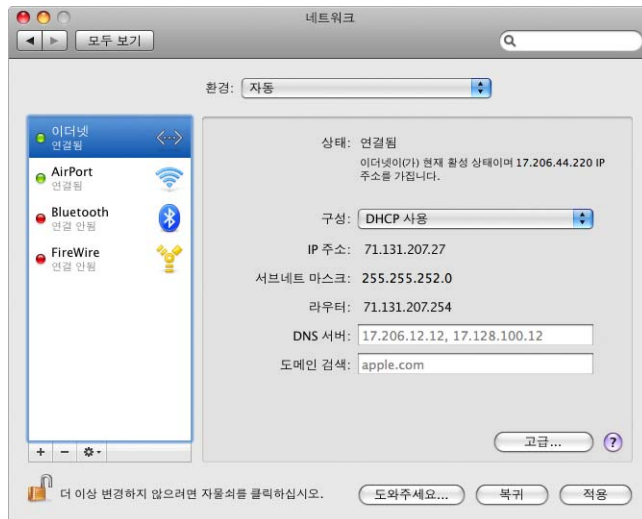 네트워크
모두 보기
환경: 자동
이더넷
연결됨
AirPort
연결됨
Bluetooth
연결 안됨
FireWire
연결 안됨
상태: 연결됨
이더넷이(가) 현재 활성 상태이며 17.206.44.220 IP
주소를 가집니다.
구성: DHCP 사용
IP 주소: 71.131.207.27
서브네트 마스크: 255.255.252.0
라우터: 71.131.207.254
DNS 서버: 17.206.12.12, 17.128.100.12
도메인 검색: apple.com
고급... ?
더 이상 변경하지 않으려면 자물쇠를 클릭하십시오. 도와주세요... 복귀 적용